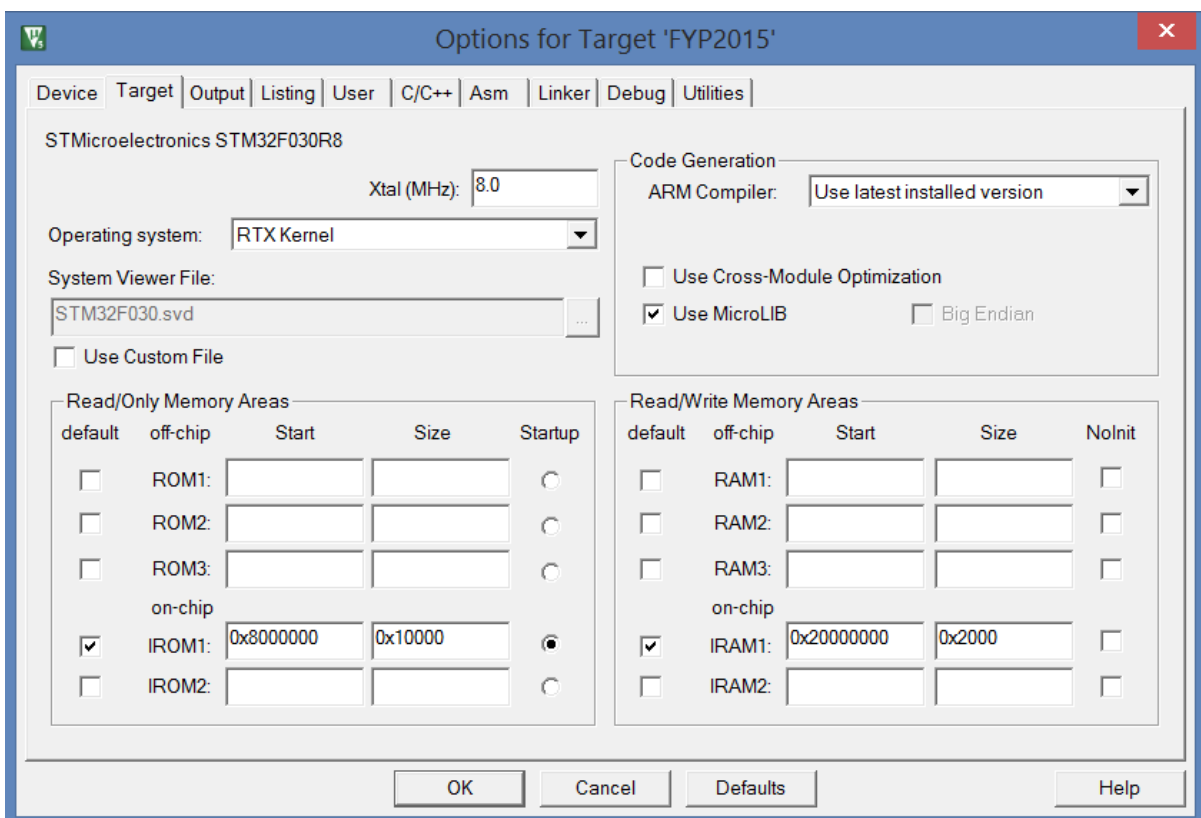 Options for Target 'FYP2015'
Device Target Output Listing User C/C++ Asm Linker Debug Utilities
STMicroelectronics STM32F030R8
Xtal (MHz): 8.0
Operating system: RTX Kernel
System Viewer File:
STM32F030.svd ...
Use Custom File
Code Generation
ARM Compiler: Use latest installed version
Use Cross-Module Optimization
Use MicroLIB Big Endian
Read/Only Memory Areas
default off-chip Start Size Startup
ROM1:
ROM2:
ROM3:
on-chip
IROM1: 0x8000000 0x10000
IROM2:
Read/Write Memory Areas
default off-chip Start Size NoInit
RAM1:
RAM2:
RAM3:
on-chip
IRAM1: 0x20000000 0x2000
IRAM2:
OK Cancel Defaults Help